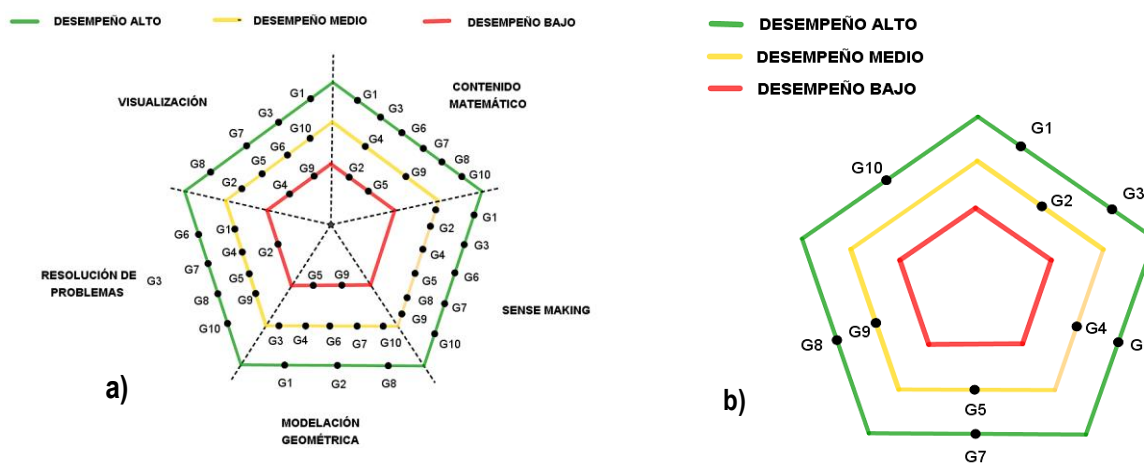 DESEMPEÑO ALTO
DESEMPEÑO MEDIO
DESEMPEÑO BAJO
VISUALIZACIÓN
CONTENIDO
MATEMÁTICO
G1
G3
G7
G8
G10
G6
G5
G2
G9
G4
G1
G3
G6
G7
G8
G10
G4
G9
G2
G5
G6
G7
G8
G10
G1
G4
G5
G9
G2
RESOLUCIÓN DE
PROBLEMAS
G3
G1
G3
G6
G7
G10
G2
G4
G5
G8
G9
SENSE MAKING
G5
G9
G3
G4
G6
G7
G10
G1
G2
G8
MODELACIÓN
GEOMÉTRICA
a)
DESEMPEÑO ALTO
DESEMPEÑO MEDIO
DESEMPEÑO BAJO
G1
G10
G3
G2
G4
G
G8
G9
G5
G7
b)